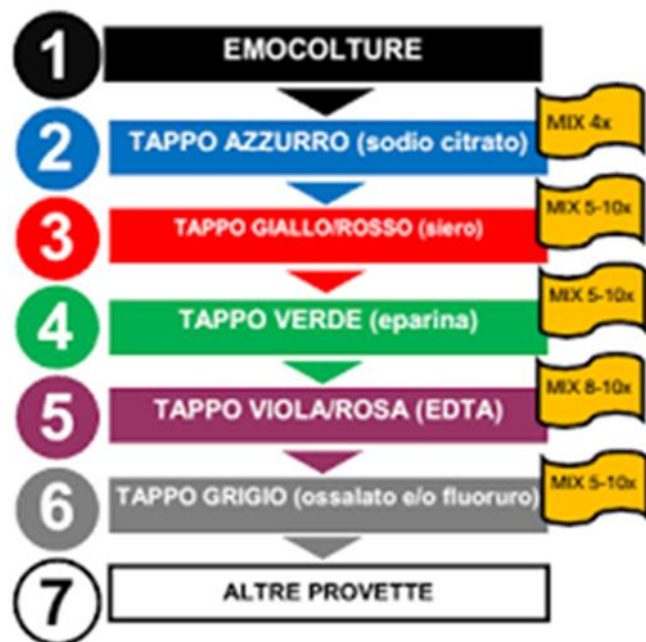 1
EMOCOLTURE
2
TAPPO AZZURRO (sodio citrato)
MIX 4x
3
TAPPO GIALLO/ROSSO (siero)
MIX 5-10x
4
TAPPO VERDE (eparina)
MIX 5-10x
5
TAPPO VIOLA/ROSA (EDTA)
MIX 8-10x
6
TAPPO GRIGIO (ossalato e/o fluoruro)
MIX 5-10x
7
ALTRE PROVETTE